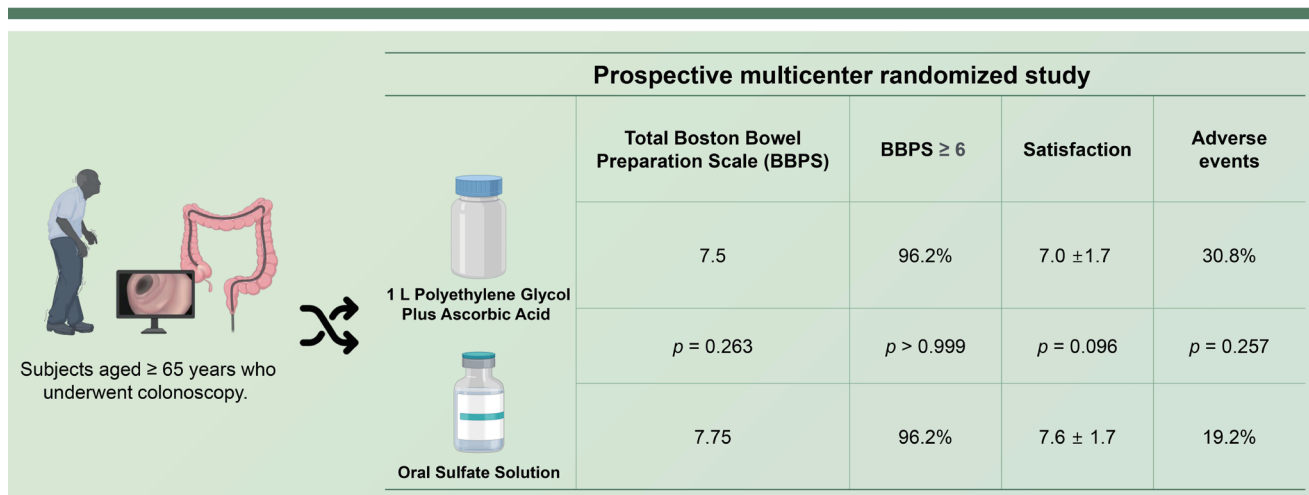 Prospective multicenter randomized study
Total Boston Bowel
Preparation Scale (BBPS)
BBPS ≥ 6
Satisfaction
Adverse
events
7.5
96.2%
7.0 ±1.7
30.8%
1 L Polyethylene Glycol
Plus Ascorbic Acid
p = 0.263
p > 0.999
p = 0.096
p = 0.257
Subjects aged ≥ 65 years who
underwent colonoscopy.
7.75
96.2%
7.6 ± 1.7
19.2%
Oral Sulfate Solution